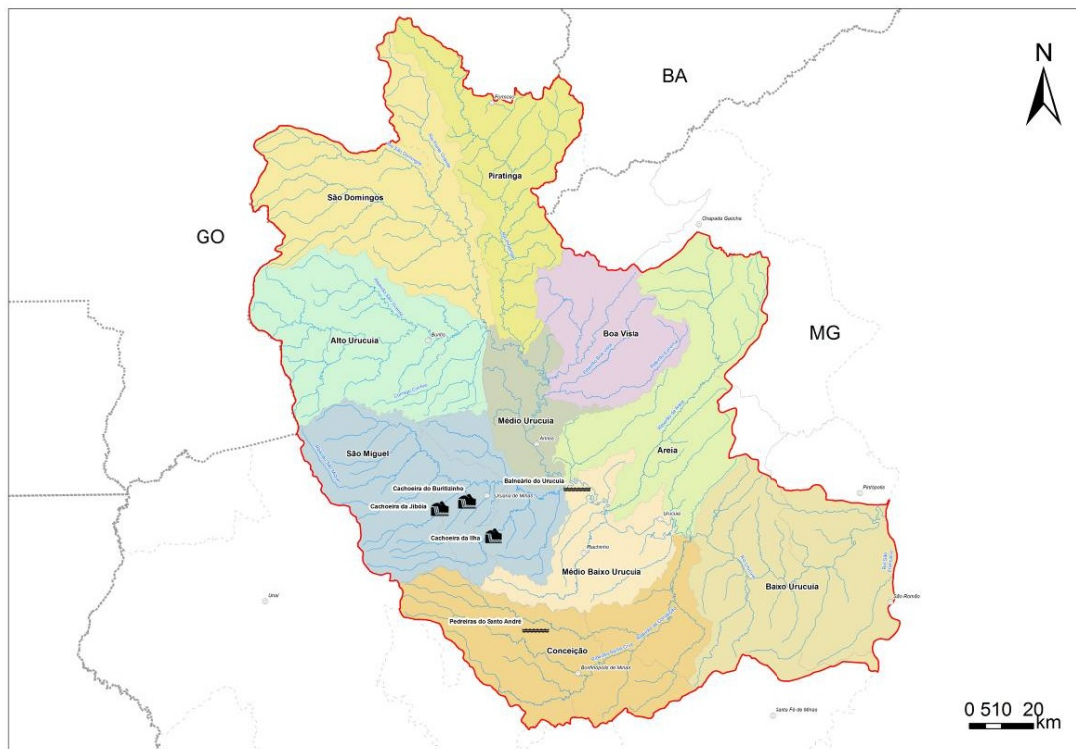 N
BA
Formoso
Piratinga
São Domingos
Chapada Gaúcha
GO
MG
Boa Vista
Buritis
Alto Urucuia
Médio Urucuia
Arinos
São Miguel
Areia
Balneário do Urucuia
Cachoeira do Buritizinho
Uruana de Minas
Cachoeira da Jibóia
Pintópolis
Urucuia
Cachoeira da Ilha
Riachinho
Médio Baixo Urucuia
Baixo Urucuia
São Romão
Unaí
Pedreiras do Santo André
Conceição
Bonfinópolis de Minas
Santa Fé de Minas
0 510 20
km